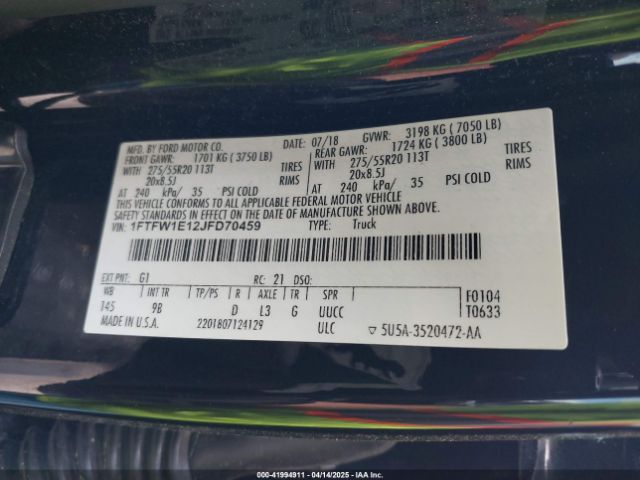 MFD. BY FORD MOTOR CO. DATE: 07/18 GVWR: 3198 KG ( 7050 LB)
FRONT GAWR: 1701 KG ( 3750 LB) REAR GAWR: 1724 KG ( 3800 LB)
WITH 275/55R20 113T TIRES WITH 275/55R20 113T TIRES
20x8.5J RIMS 20x8.5J RIMS
AT 240 kPa/ 35 PSI COLD AT 240 kPa/ 35 PSI COLD
THIS VEHICLE CONFORMS TO ALL APPLICABLE FEDERAL MOTOR VEHICLE
SAFETY STANDARDS IN EFFECT ON THE DATE OF MANUFACTURE SHOWN ABOVE.
VIN: 1FTFW1E12JFD70459 TYPE: Truck
EXT PNT: G1 RC: 21 DSO:
WB INT TR TP/PS R AXLE TR SPR F0104
145 9B D L3 G UUCC T0633
MADE IN U.S.A. 2201807124129 ULC ▽ 5U5A-3520472-AA
000-41994911 - 04/14/2025 - IAAI.COM